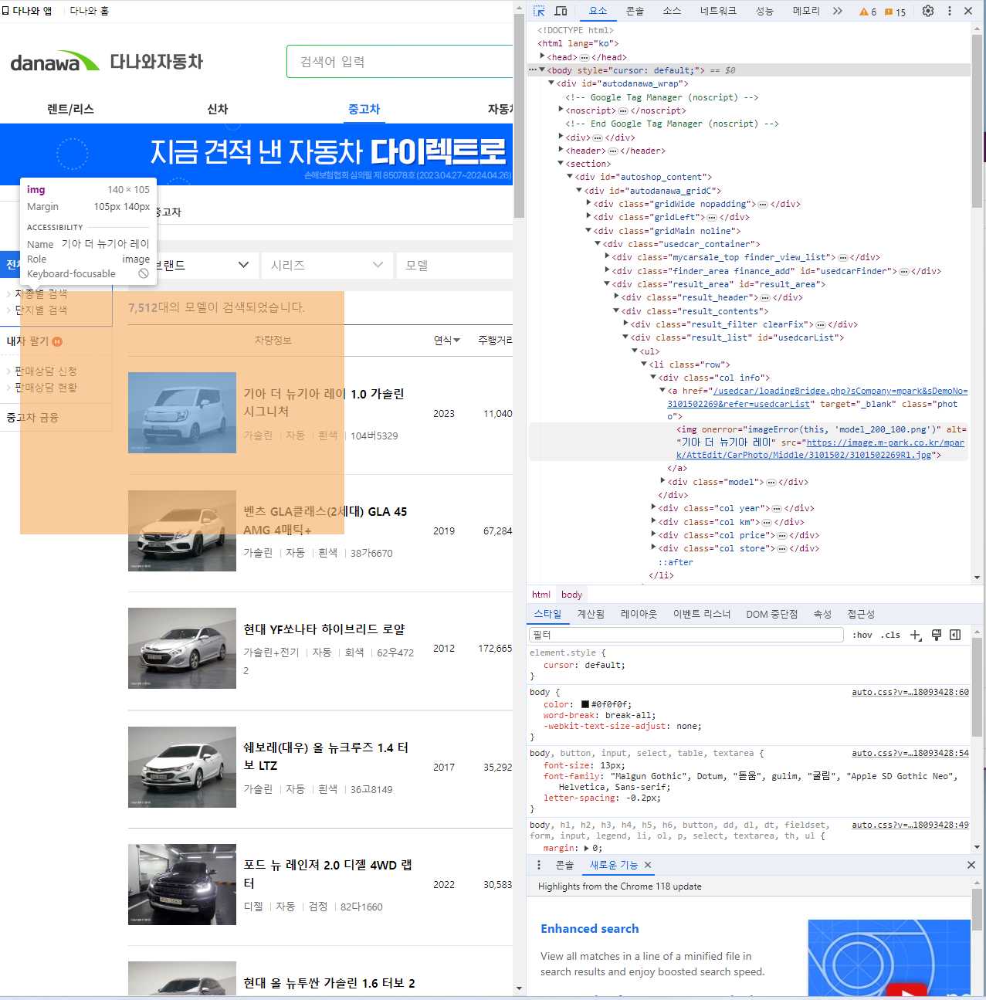 다나와 앱
다나와 홈
danawa 다나와자동차
검색어 입력
렌트/리스
신차
중고차
지금 견적 낸 자동차 다이렉트로
손해보험협회 심의필 제 85078호 (2023.04.27~2024.04.26)
img 140 × 105
Margin 105px 140px
ACCESSIBILITY
Name 기아 더 뉴기아 레이
Role image
Keyboard-focusable
중고차
브랜드
시리즈
모델
차종별 검색
단지별 검색
내차 팔기 H
판매상담 신청
판매상담 현황
중고차 금융
7,512대의 모델이 검색되었습니다.
차량정보
연식
주행거리
기아 더 뉴기아 레이 1.0 가솔린
시그니처
가솔린 자동 흰색 104버5329
2023
11,040
벤츠 GLA클래스(2세대) GLA 45
AMG 4매틱+
가솔린 자동 흰색 38가6670
2019
67,284
현대 YF쏘나타 하이브리드 로얄
가솔린+전기 자동 회색 62우472
2
2012
172,665
쉐보레(대우) 올 뉴크루즈 1.4 터
보 LTZ
가솔린 자동 흰색 36고8149
2017
35,292
포드 뉴 레인져 2.0 디젤 4WD 랩
터
디젤 자동 검정 82다1660
2022
30,583
현대 올 뉴투싼 가솔린 1.6 터보 2
요소 콘솔 소스 네트워크 성능 메모리 6 15
<!DOCTYPE html>
<html lang="ko">
<head>…</head>
<body style="cursor: default;"> == $0
<div id="autodanawa_wrap">
<!-- Google Tag Manager (noscript) -->
<noscript>…</noscript>
<!-- End Google Tag Manager (noscript) -->
<div>…</div>
<header>…</header>
<section>
<div id="autoshop_content">
<div id="autodanawa_gridC">
<div class="gridWide nopadding">…</div>
<div class="gridLeft">…</div>
<div class="gridMain noline">
<div class="usedcar_container">
<div class="mycarsale_top finder_view_list">…</div>
<div class="finder_area finance_add" id="usedcarFinder">…</div>
<div class="result_area" id="result_area">
<div class="result_header">…</div>
<div class="result_contents">
<div class="result_filter clearFix">…</div>
<div class="result_list" id="usedcarList">
<ul>
<li class="row">
<div class="col info">
<a href="/usedcar/loadingBridge.php?sCompany=mpark&sDemoNo=
3101502269&refer=usedcarList" target="_blank" class="phot
o">
<img onerror="imageError(this, 'model_200_100.png')" alt=
"기아 더 뉴기아 레이" src="https://image.m-park.co.kr/mpar
k/AttEdit/CarPhoto/Middle/3101502/3101502269R1.jpg">
</a>
<div class="model">…</div>
</div>
<div class="col year">…</div>
<div class="col km">…</div>
<div class="col price">…</div>
<div class="col store">…</div>
::after
</li>
html body
스타일 계산됨 레이아웃 이벤트 리스너 DOM 중단점 속성 접근성
필터 :hov .cls
element.style {
cursor: default;
}
body { auto.css?v=…18093428:60
color: #0f0f0f;
word-break: break-all;
-webkit-text-size-adjust: none;
}
body, button, input, select, table, textarea { auto.css?v=…18093428:54
font-size: 13px;
font-family: "Malgun Gothic", Dotum, "돋움", gulim, "굴림", "Apple SD Gothic Neo",
Helvetica, Sans-serif;
letter-spacing: -0.2px;
}
body, h1, h2, h3, h4, h5, h6, button, dd, dl, dt, fieldset, auto.css?v=…18093428:49
form, input, legend, li, ol, p, select, textarea, th, ul {
margin: 0;
콘솔 새로운 기능
Highlights from the Chrome 118 update
Enhanced search
View all matches in a line of a minified file in
search results and enjoy boosted search speed.